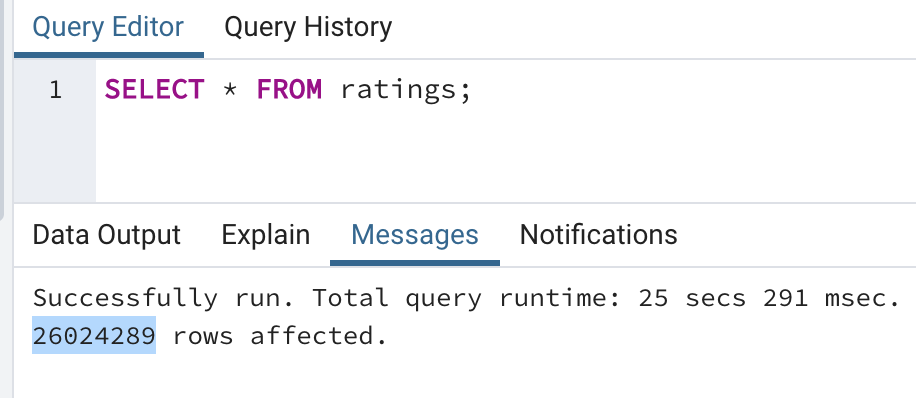 Query Editor Query History
1 SELECT * FROM ratings;
Data Output Explain Messages Notifications
Successfully run. Total query runtime: 25 secs 291 msec.
26024289 rows affected.